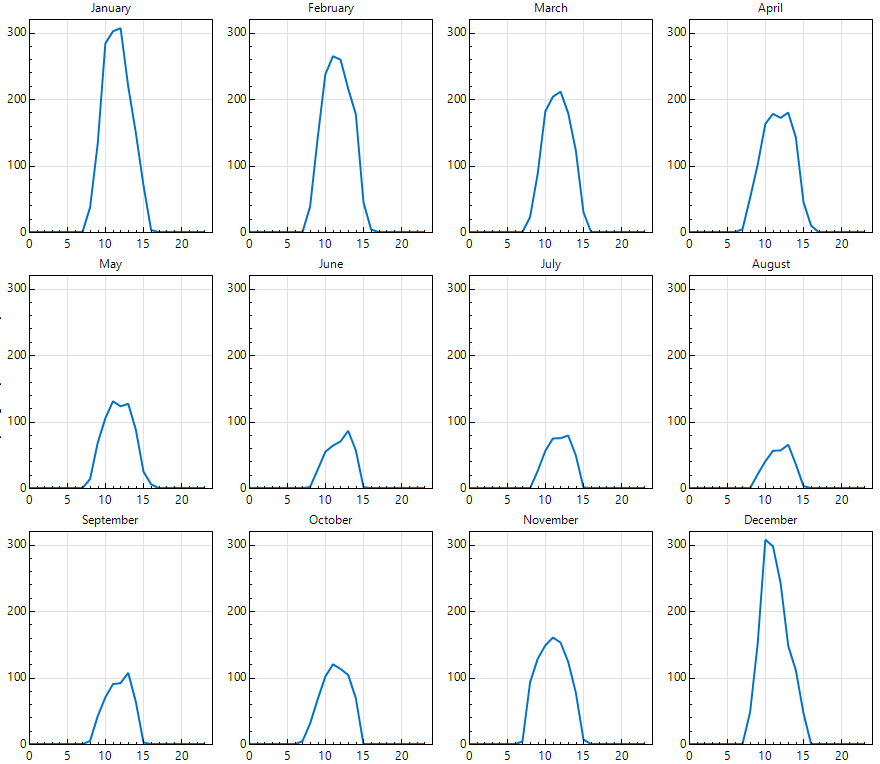 January February March April
300 300 300 300
200 200 200 200
100 100 100 100
0 0 0 0
0 5 10 15 20 0 5 10 15 20 0 5 10 15 20 0 5 10 15 20
May June July August
300 300 300 300
200 200 200 200
100 100 100 100
0 0 0 0
0 5 10 15 20 0 5 10 15 20 0 5 10 15 20 0 5 10 15 20
September October November December
300 300 300 300
200 200 200 200
100 100 100 100
0 0 0 0
0 5 10 15 20 0 5 10 15 20 0 5 10 15 20 0 5 10 15 20